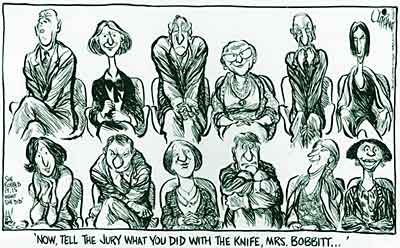 'NOW, TELL THE JURY WHAT YOU DID WITH THE KNIFE, MRS. BOBBITT... '